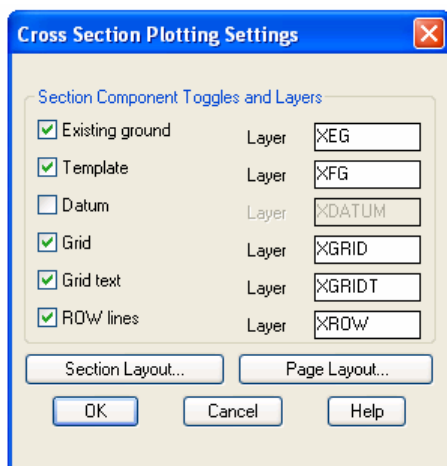 Cross Section Plotting Settings
Section Component Toggles and Layers
Existing ground Layer XEG
Template Layer XFG
Datum Layer XDATUM
Grid Layer XGRID
Grid text Layer XGRIDT
ROW lines Layer XROW
Section Layout... Page Layout...
OK Cancel Help